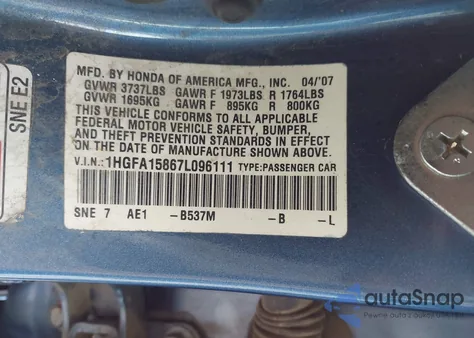 SNE E2
MFD. BY HONDA OF AMERICA MFG., INC. 04/'07
GVWR 3737LBS GAWR F 1973LBS R 1764LBS
GVWR 1695KG GAWR F 895KG R 800KG
THIS VEHICLE CONFORMS TO ALL APPLICABLE
FEDERAL MOTOR VEHICLE SAFETY, BUMPER,
AND THEFT PREVENTION STANDARDS IN EFFECT
ON THE DATE OF MANUFACTURE SHOWN ABOVE.
V.I.N.: 1HGFA15867L096111 TYPE:PASSENGER CAR
SNE 7 AE1 -B537M -B -L
autoSnap